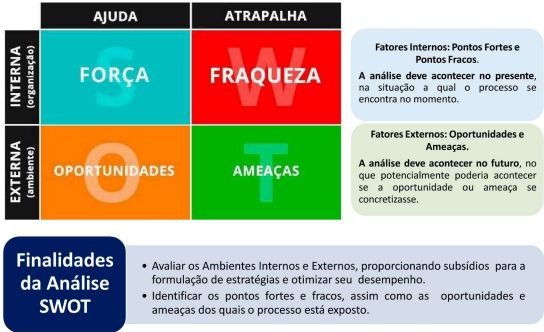 AJUDA
ATRAPALHA
INTERNA
(organização)
S
FORÇA
W
FRAQUEZA
Fatores Internos: Pontos Fortes e
Pontos Fracos.
A análise deve acontecer no presente,
na situação a qual o processo se
encontra no momento.
EXTERNA
(ambiente)
O
OPORTUNIDADES
T
AMEAÇAS
Fatores Externos: Oportunidades e
Ameaças.
A análise deve acontecer no futuro, no
que potencialmente poderia acontecer
se a oportunidade ou ameaça se
concretizasse.
Finalidades
da Análise
SWOT
• Avaliar os Ambientes Internos e Externos, proporcionando subsídios para a
formulação de estratégias e otimizar seu desempenho.
• Identificar os pontos fortes e fracos, assim como as oportunidades e
ameaças dos quais o processo está exposto.